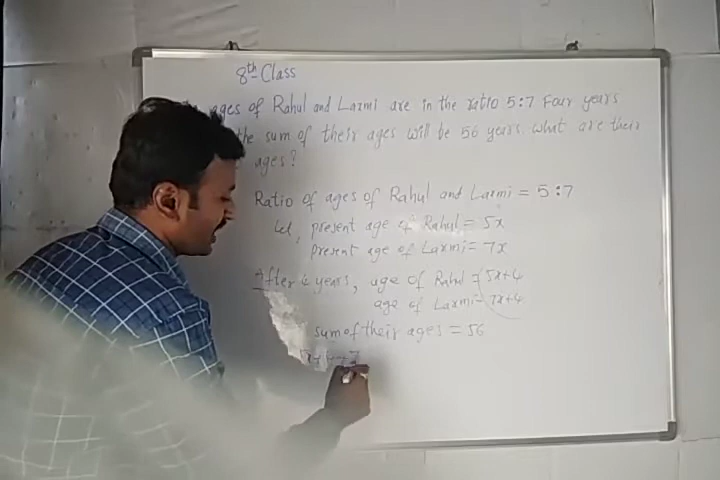 8th Class
ages of Rahul and Laxmi are in the ratio 5:7 Four years
the sum of their ages will be 56 years. what are their
ages?
Ratio of ages of Rahul and Laxmi = 5:7
Let, present age of Rahul = 5x
Present age of Laxmi = 7x
After 4 years, age of Rahul = 5x+4
age of Laxmi = 7x+4
sum of their ages = 56